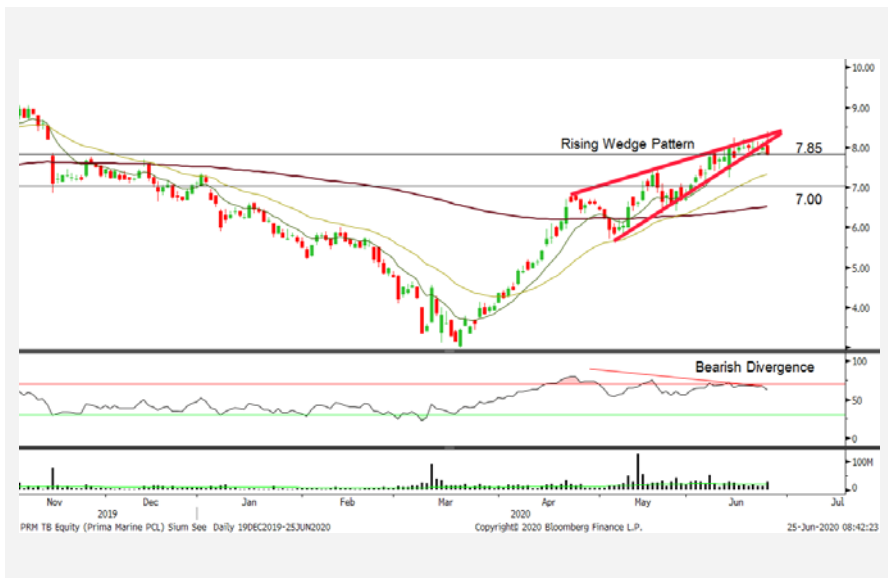 10.00
9.00
Rising Wedge Pattern
7.85
8.00
7.00
7.00
6.00
5.00
4.00
100
Bearish Divergence
50
0
100M
0
Nov Dec Jan Feb Mar Apr May Jun Jul
2019 2020
PRM TB Equity (Prima Marine PCL) Sium See Daily 19DEC2019-25JUN2020 Copyright© 2020 Bloomberg Finance L.P. 25-Jun-2020 08:42:23